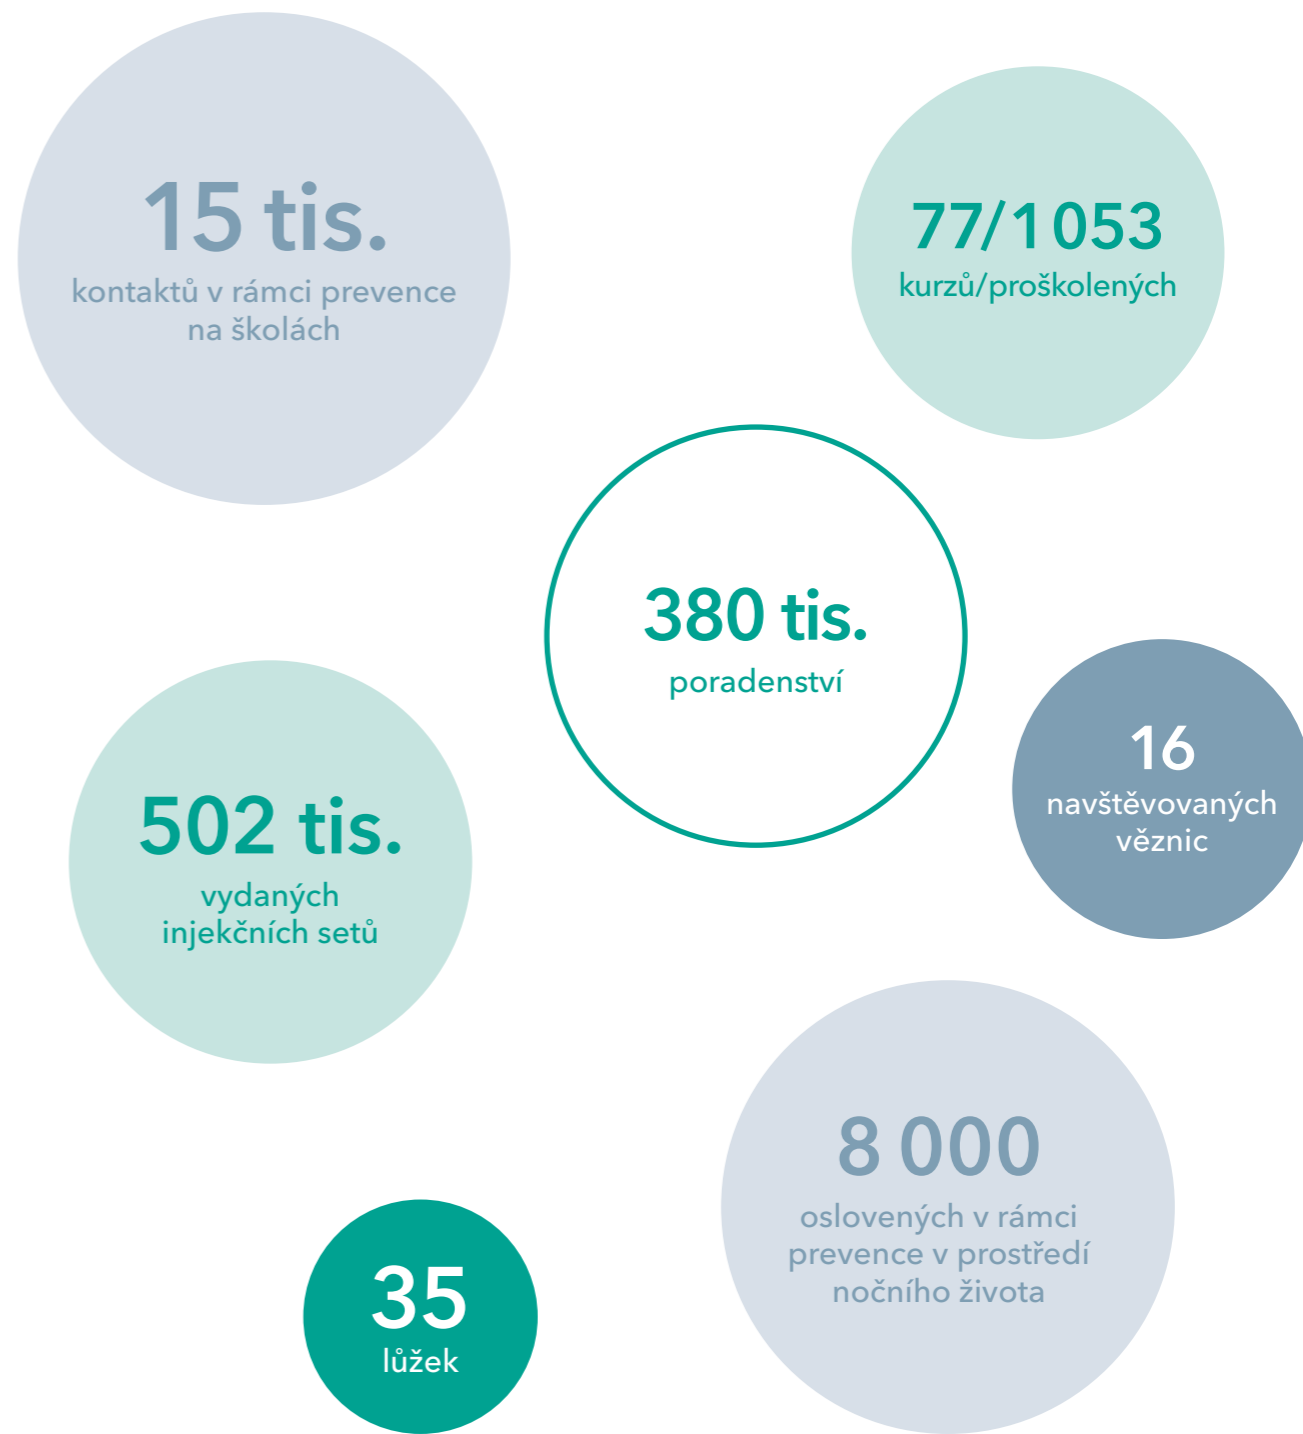 15 tis.
kontaktů v rámci prevence
na školách
77/1 053
kurzů/proškolených
380 tis.
poradenství
502 tis.
vydaných
injekčních setů
16
navštěvovaných
věznic
8 000
oslovených v rámci
prevence v prostředí
nočního života
35
lůžek